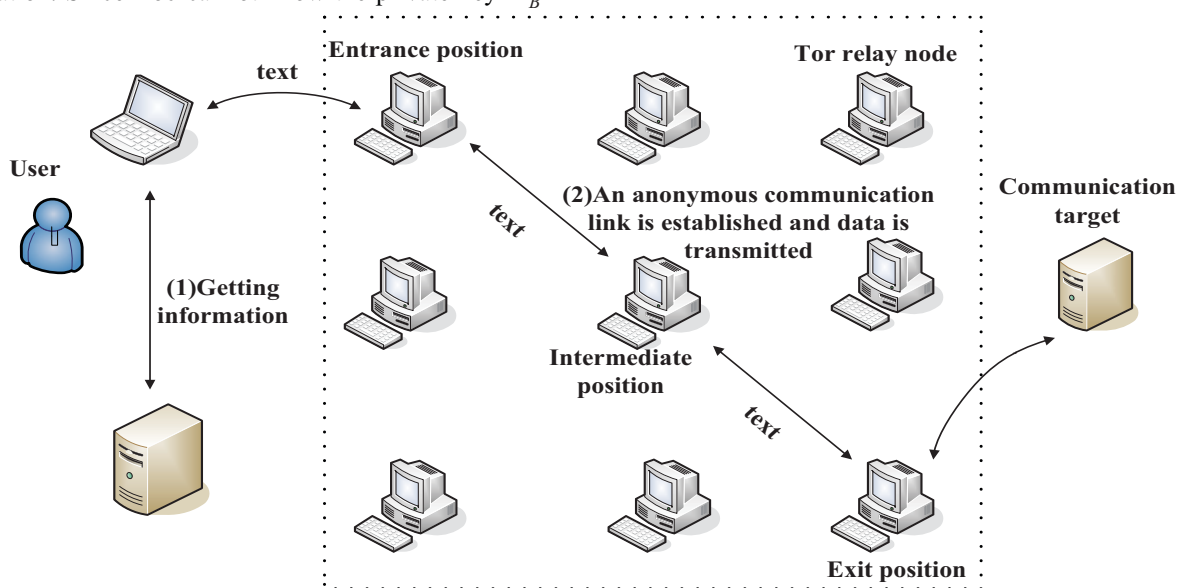 Entrance position
Tor relay node
text
User
(2)An anonymous communication
link is established and data is
transmitted
text
Communication
target
(1)Getting
information
Intermediate
position
text
Exit position